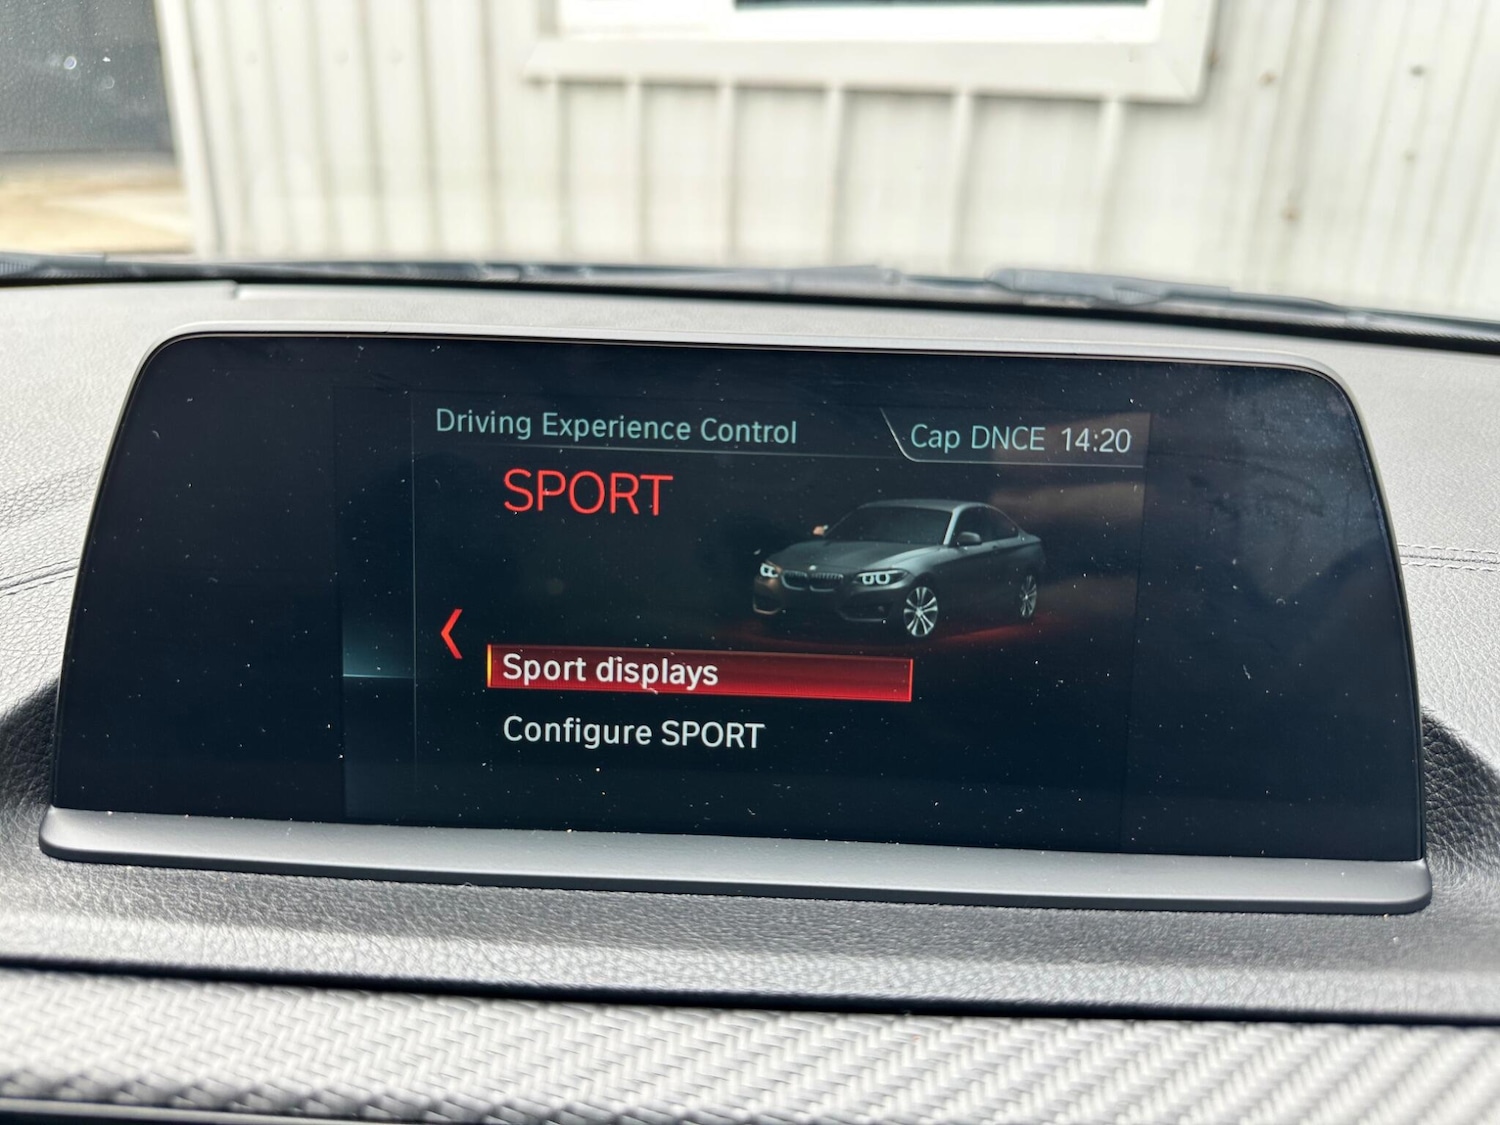 Driving Experience Control
Cap DNCE 14:20
SPORT
Sport displays
Configure SPORT